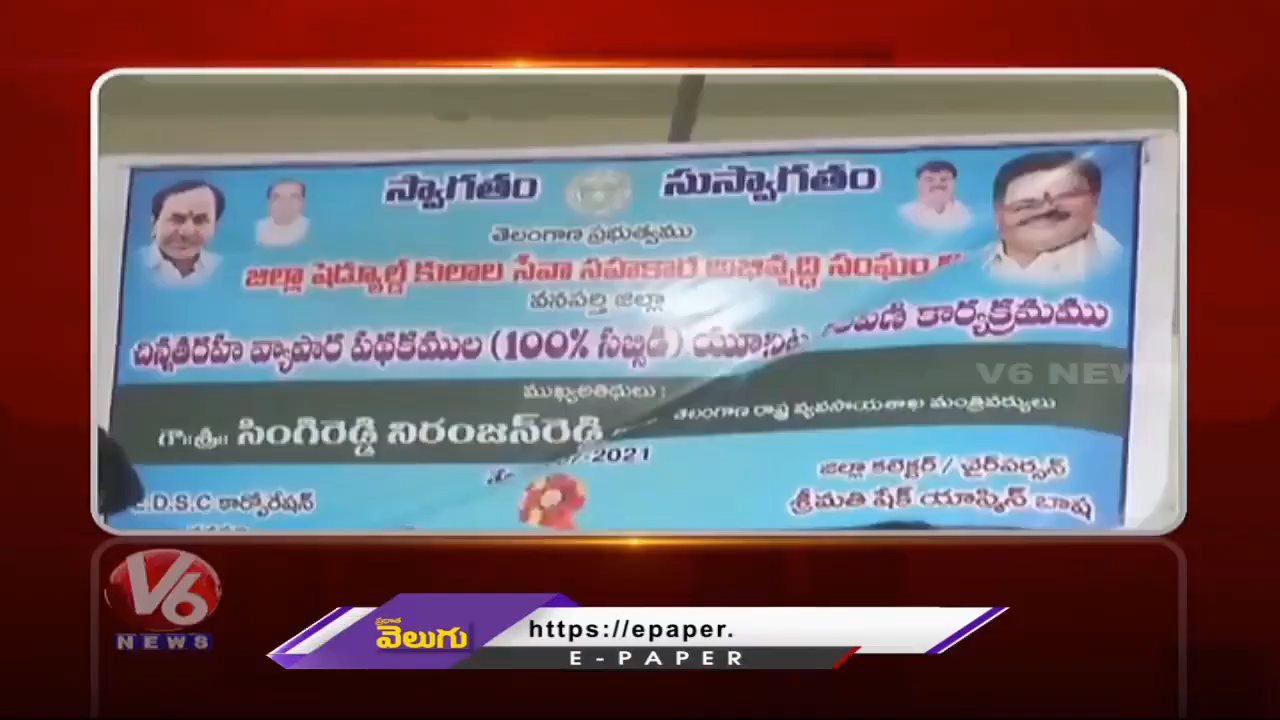 స్వాగతం సుస్వాగతం
తెలంగాణ ప్రభుత్వము
జిల్లా షెడ్యూల్డ్ కులాల సేవా సహకార అభివృద్ధి సంఘం
వనపర్తి జిల్లా
చిన్నతరహా వ్యాపార పథకముల (100% సబ్సిడి) యూనిట కార్యక్రమము
V6 NEWS
ముఖ్యఅతిథులు :
గౌ॥శ్రీ॥ సింగిరెడ్డి నిరంజన్‌రెడ్డి తెలంగాణ రాష్ట్ర వ్యవసాయశాఖ మంత్రివర్యులు
-2021
జిల్లా కలెక్టర్ / ఛైర్‌పర్సన్
E.D.S.C కార్పోరేషన్
శ్రీమతి షేక్ యాస్మిన్ బాష
V6
NEWS
ప్రభాత
వెలుగు
https://epaper.
E-PAPER